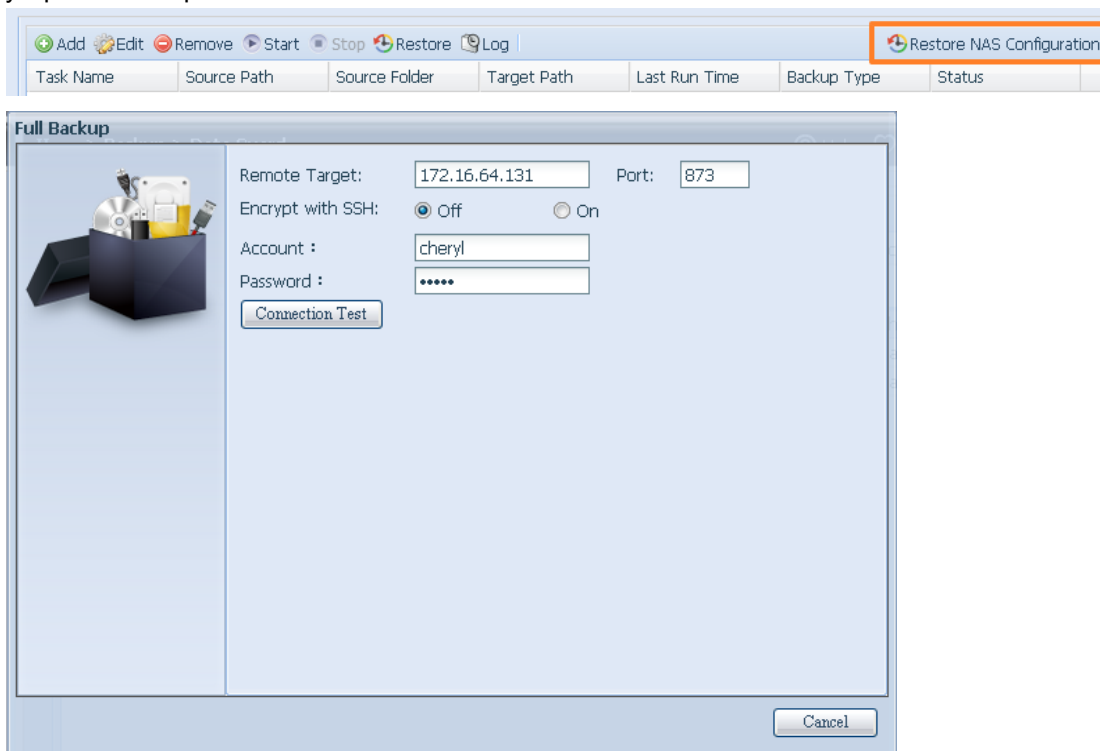 Add Edit Remove Start Stop Restore Log Restore NAS Configuration
Task Name Source Path Source Folder Target Path Last Run Time Backup Type Status
Full Backup
Remote Target: 172.16.64.131 Port: 873
Encrypt with SSH: Off On
Account : cheryl
Password : •••••
Connection Test
Cancel